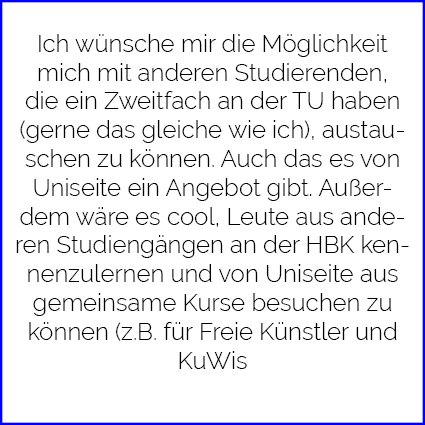 Ich wünsche mir die Möglichkeit
mich mit anderen Studierenden,
die ein Zweitfach an der TU haben
(gerne das gleiche wie ich), austau-
schen zu können. Auch das es von
Uniseite ein Angebot gibt. Außer-
dem wäre es cool, Leute aus ande-
ren Studiengängen an der HBK ken-
nenzulernen und von Uniseite aus
gemeinsame Kurse besuchen zu
können (z.B. für Freie Künstler und
KuWis